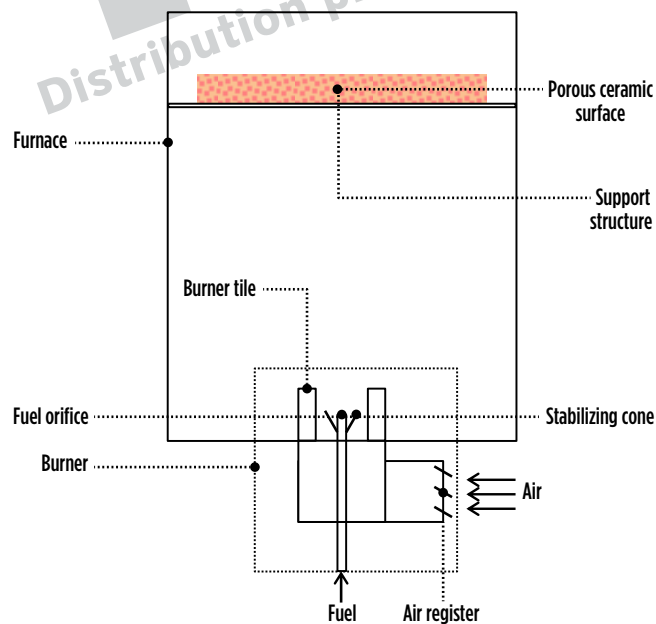 Distribution
Porous ceramic
surface
Furnace
Support
structure
Burner tile
Fuel orifice
Stabilizing cone
Burner
Air
Fuel
Air register